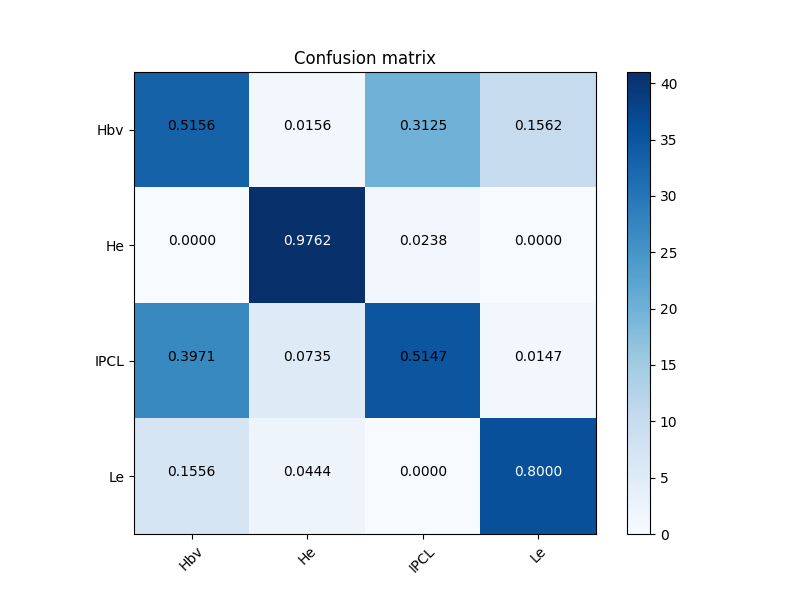 Confusion matrix
Hbv 0.5156 0.0156 0.3125 0.1562
He 0.0000 0.9762 0.0238 0.0000
IPCL 0.3971 0.0735 0.5147 0.0147
Le 0.1556 0.0444 0.0000 0.8000
Hbv He IPCL Le
40
35
30
25
20
15
10
5
0